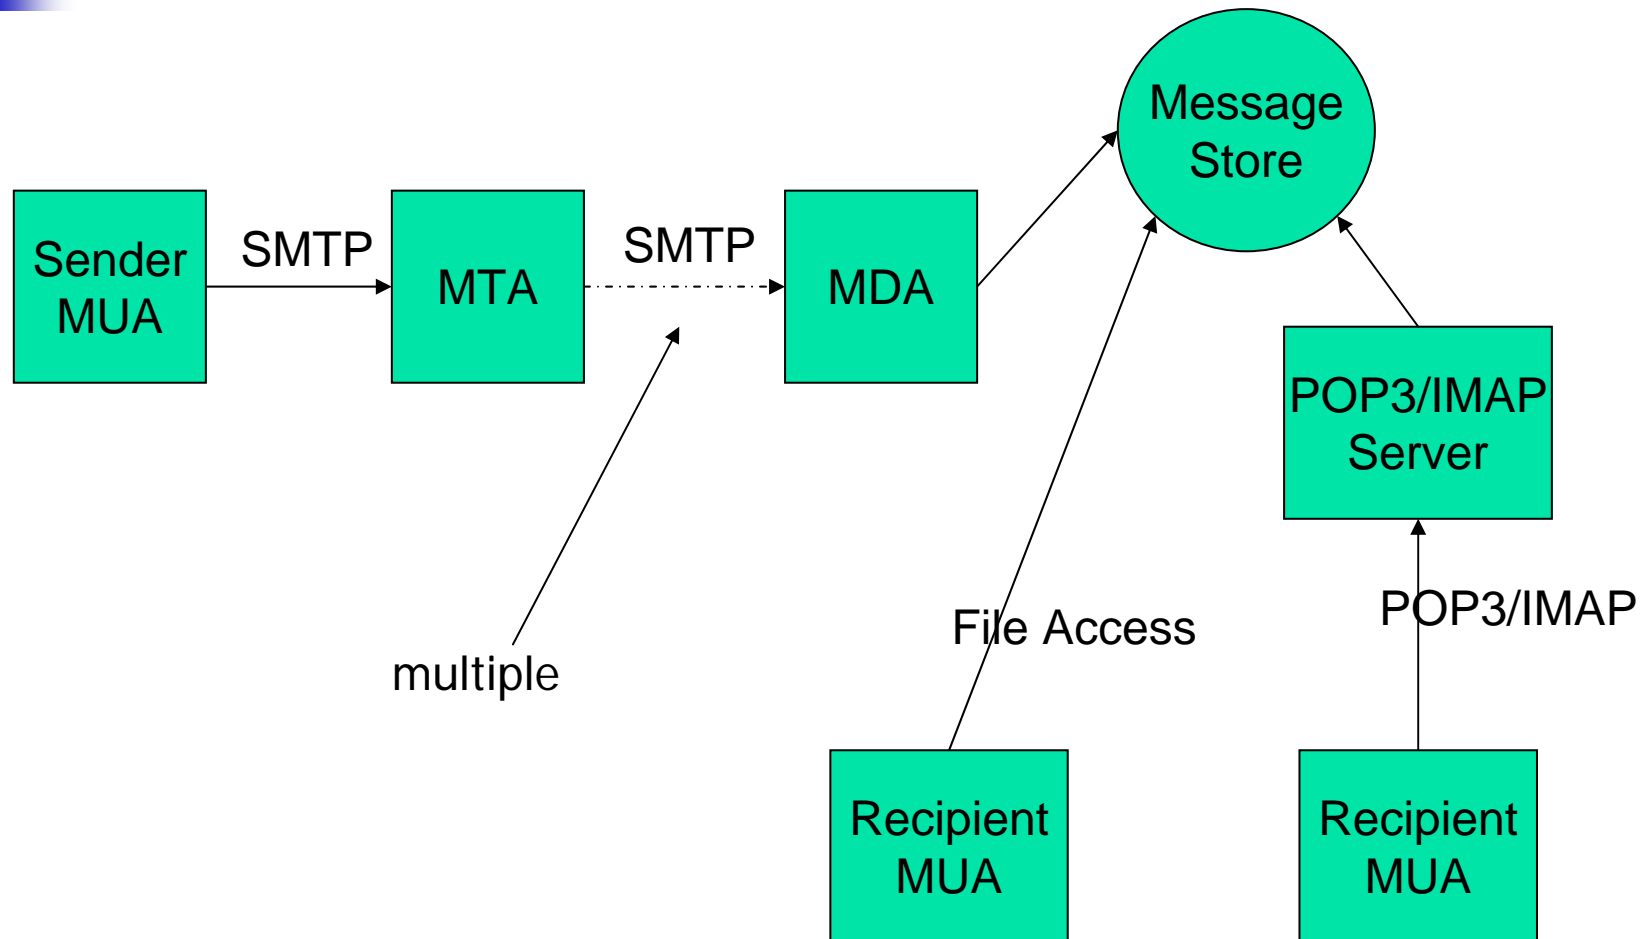 Message
Store
Sender
MUA
SMTP
MTA
SMTP
MDA
POP3/IMAP
Server
multiple
File Access
POP3/IMAP
Recipient
MUA
Recipient
MUA